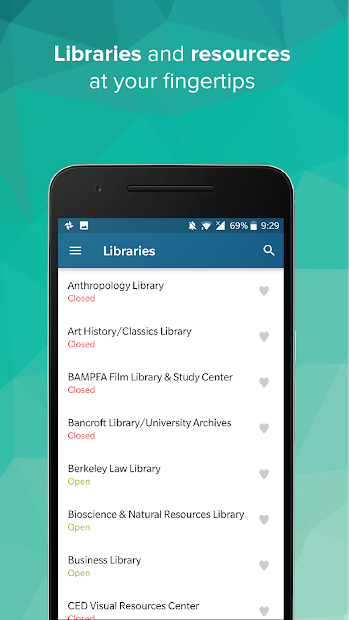 Libraries and resources
at your fingertips
69% 9:29
Libraries
Anthropology Library
Closed
Art History/Classics Library
Closed
BAMPFA Film Library & Study Center
Closed
Bancroft Library/University Archives
Closed
Berkeley Law Library
Open
Bioscience & Natural Resources Library
Open
Business Library
Open
CED Visual Resources Center
Closed